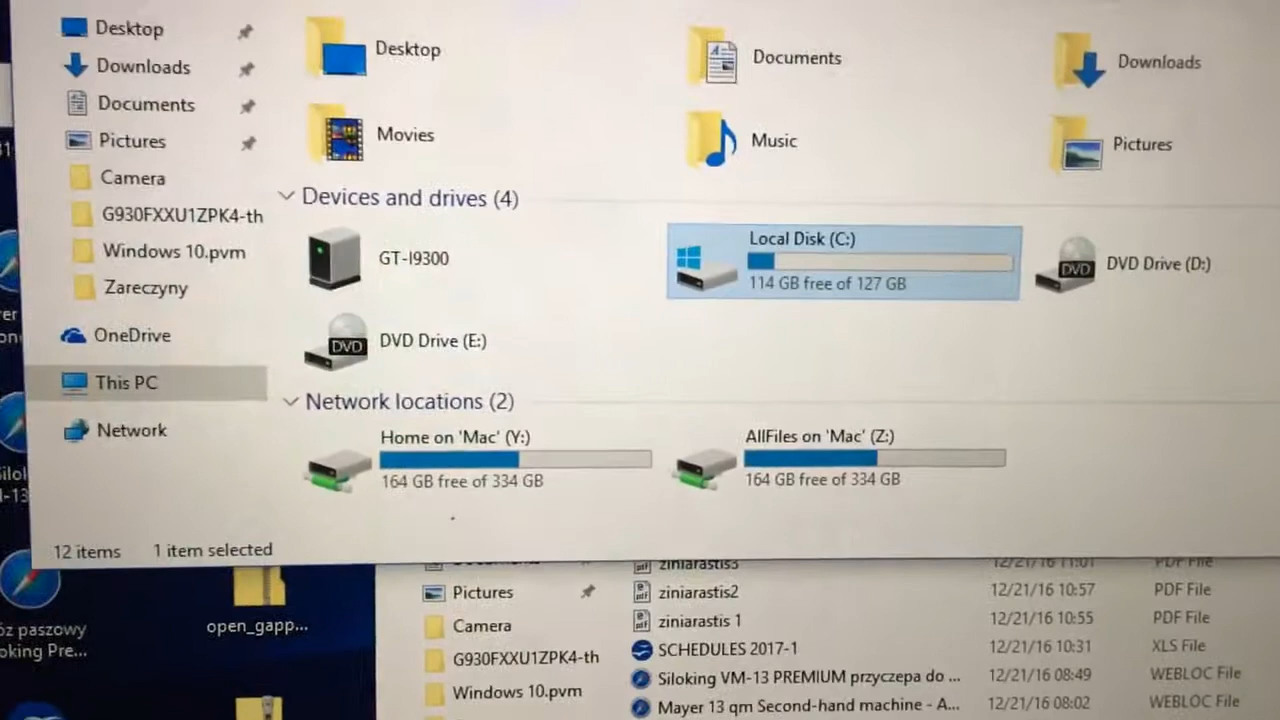 Desktop
Downloads
Documents
Pictures
Camera
G930FXXU1ZPK4-th
Windows 10.pvm
Zareczyny
OneDrive
This PC
Network
Desktop
Documents
Downloads
Movies
Music
Pictures
Devices and drives (4)
GT-I9300
Local Disk (C:)
114 GB free of 127 GB
DVD Drive (D:)
DVD
DVD Drive (E:)
DVD
Network locations (2)
Home on 'Mac' (Y:)
164 GB free of 334 GB
AllFiles on 'Mac' (Z:)
164 GB free of 334 GB
12 items 1 item selected
óz paszowy
oking Pre...
open_gapp...
Pictures
Camera
G930FXXU1ZPK4-th
Windows 10.pvm
ziniarastis3 12/21/16 11:01 PDF File
ziniarastis2 12/21/16 10:57 PDF File
ziniarastis 1 12/21/16 10:55 PDF File
SCHEDULES 2017-1 12/21/16 10:31 XLS File
Siloking VM-13 PREMIUM przyczepa do ... 12/21/16 08:49 WEBLOC File
Mayer 13 qm Second-hand machine - A... 12/21/16 08:02 WEBLOC File